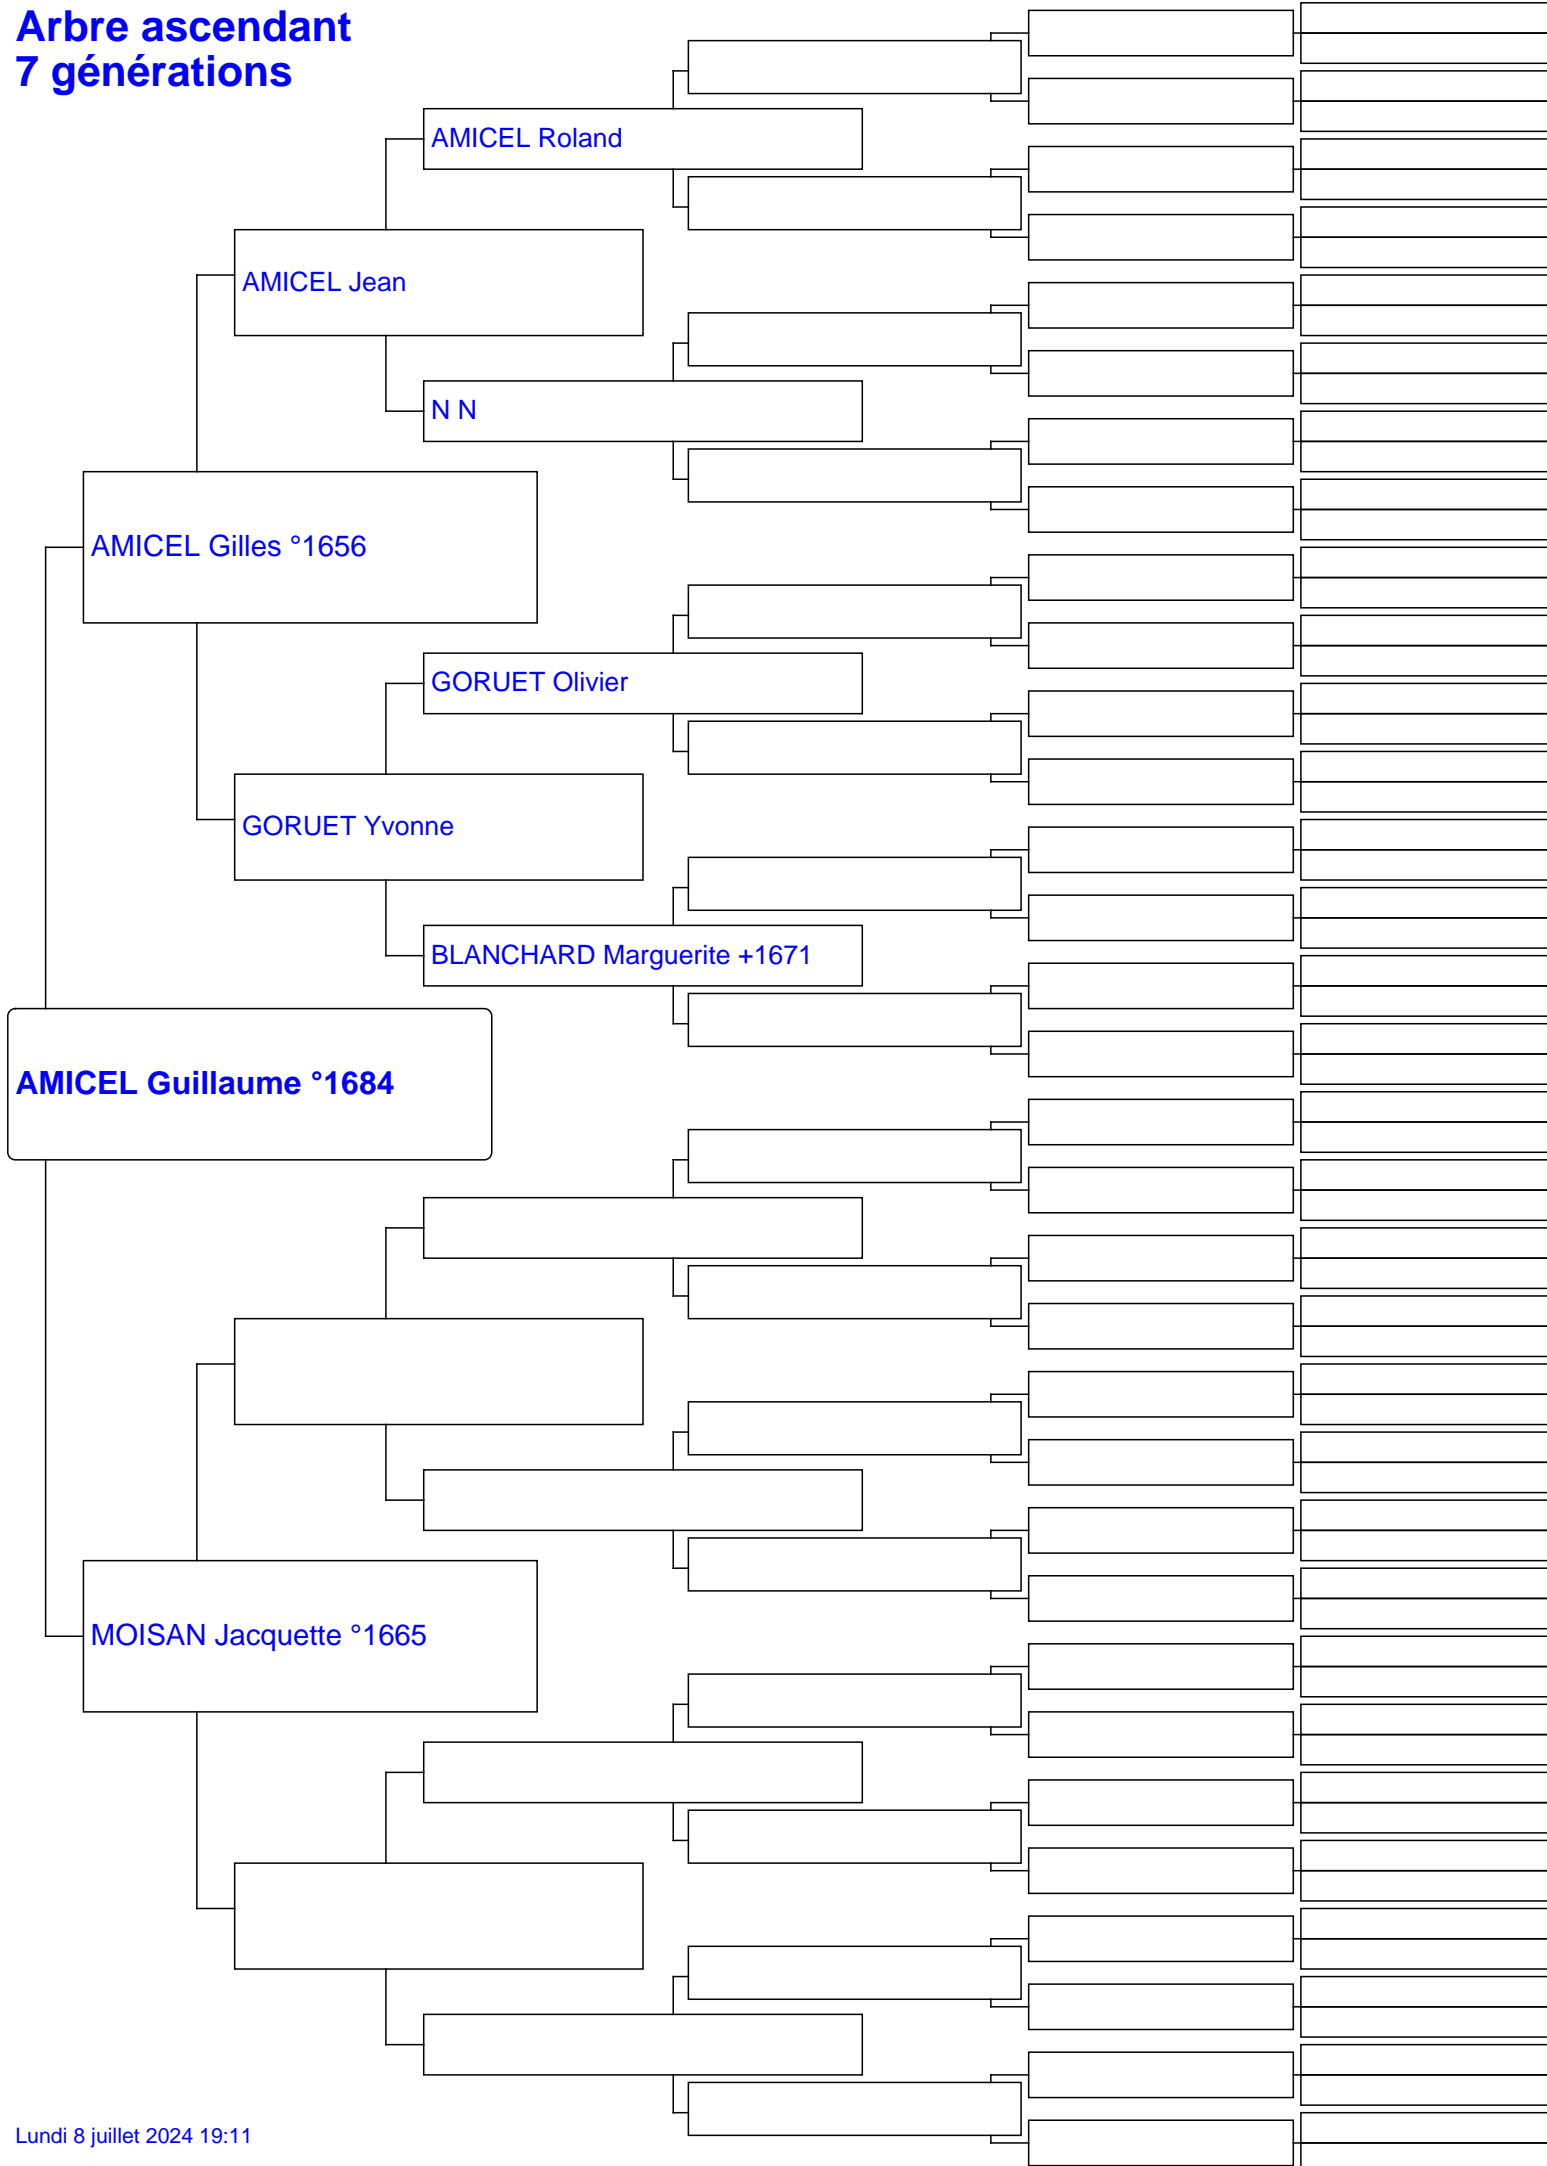 Arbre ascendant
7 générations
AMICEL Roland
AMICEL Jean
N N
AMICEL Gilles °1656
GORUET Olivier
GORUET Yvonne
BLANCHARD Marguerite +1671
AMICEL Guillaume °1684
MOISAN Jacquette °1665
Lundi 8 juillet 2024 19:11